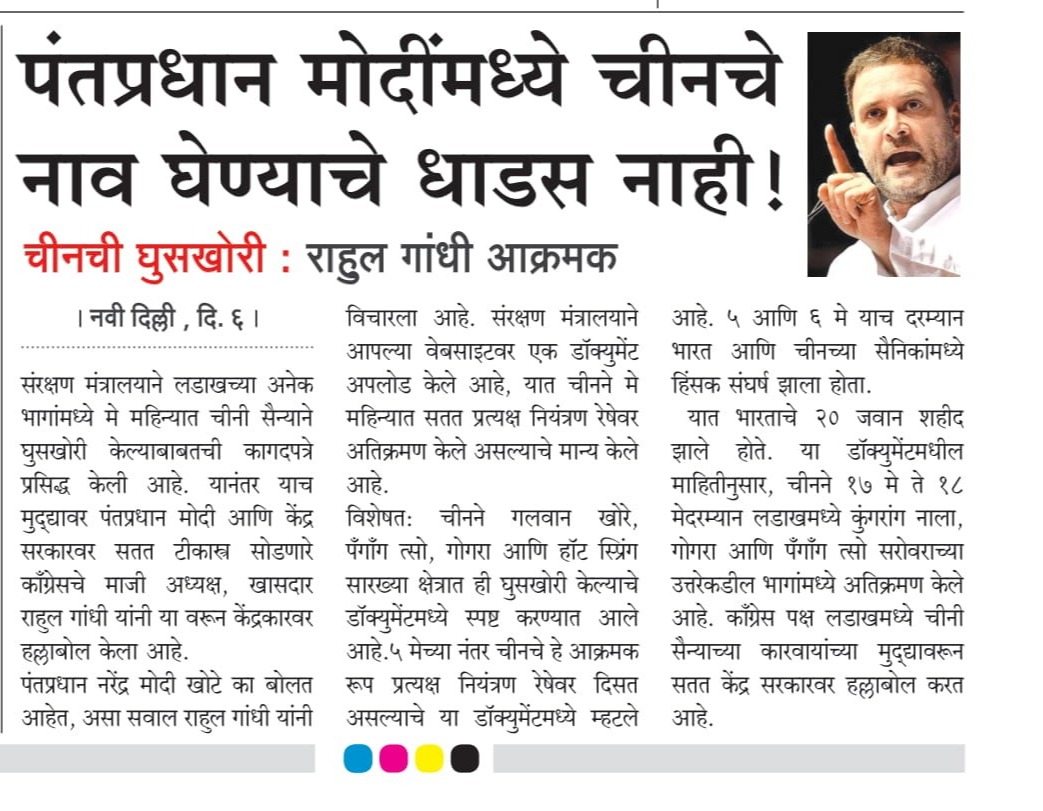 पंतप्रधान मोदींमध्ये चीनचे
नाव घेण्याचे धाडस नाही!
चीनची घुसखोरी : राहुल गांधी आक्रमक
। नवी दिल्ली , दि. ६ ।
संरक्षण मंत्रालयाने लडाखच्या अनेक
भागांमध्ये मे महिन्यात चीनी सैन्याने
घुसखोरी केल्याबाबतची कागदपत्रे
प्रसिद्ध केली आहे. यानंतर याच
मुद्द्यावर पंतप्रधान मोदी आणि केंद्र
सरकारवर सतत टीकास्त्र सोडणारे
काँग्रेसचे माजी अध्यक्ष, खासदार
राहुल गांधी यांनी या वरून केंद्रकारवर
हल्लाबोल केला आहे.
पंतप्रधान नरेंद्र मोदी खोटे का बोलत
आहेत, असा सवाल राहुल गांधी यांनी
विचारला आहे. संरक्षण मंत्रालयाने
आपल्या वेबसाइटवर एक डॉक्युमेंट
अपलोड केले आहे, यात चीनने मे
महिन्यात सतत प्रत्यक्ष नियंत्रण रेषेवर
अतिक्रमण केले असल्याचे मान्य केले
आहे.
विशेषत: चीनने गलवान खोरे,
पँगाँग त्सो, गोगरा आणि हॉट स्प्रिंग
सारख्या क्षेत्रात ही घुसखोरी केल्याचे
डॉक्युमेंटमध्ये स्पष्ट करण्यात आले
आहे.५ मेच्या नंतर चीनचे हे आक्रमक
रूप प्रत्यक्ष नियंत्रण रेषेवर दिसत
असल्याचे या डॉक्युमेंटमध्ये म्हटले
आहे. ५ आणि ६ मे याच दरम्यान
भारत आणि चीनच्या सैनिकांमध्ये
हिंसक संघर्ष झाला होता.
यात भारताचे २० जवान शहीद
झाले होते. या डॉक्युमेंटमधील
माहितीनुसार, चीनने १७ मे ते १८
मेदरम्यान लडाखमध्ये कुंगरांग नाला,
गोगरा आणि पँगाँग त्सो सरोवराच्या
उत्तरेकडील भागांमध्ये अतिक्रमण केले
आहे. काँग्रेस पक्ष लडाखमध्ये चीनी
सैन्याच्या कारवायांच्या मुद्द्यावरून
सतत केंद्र सरकारवर हल्लाबोल करत
आहे.